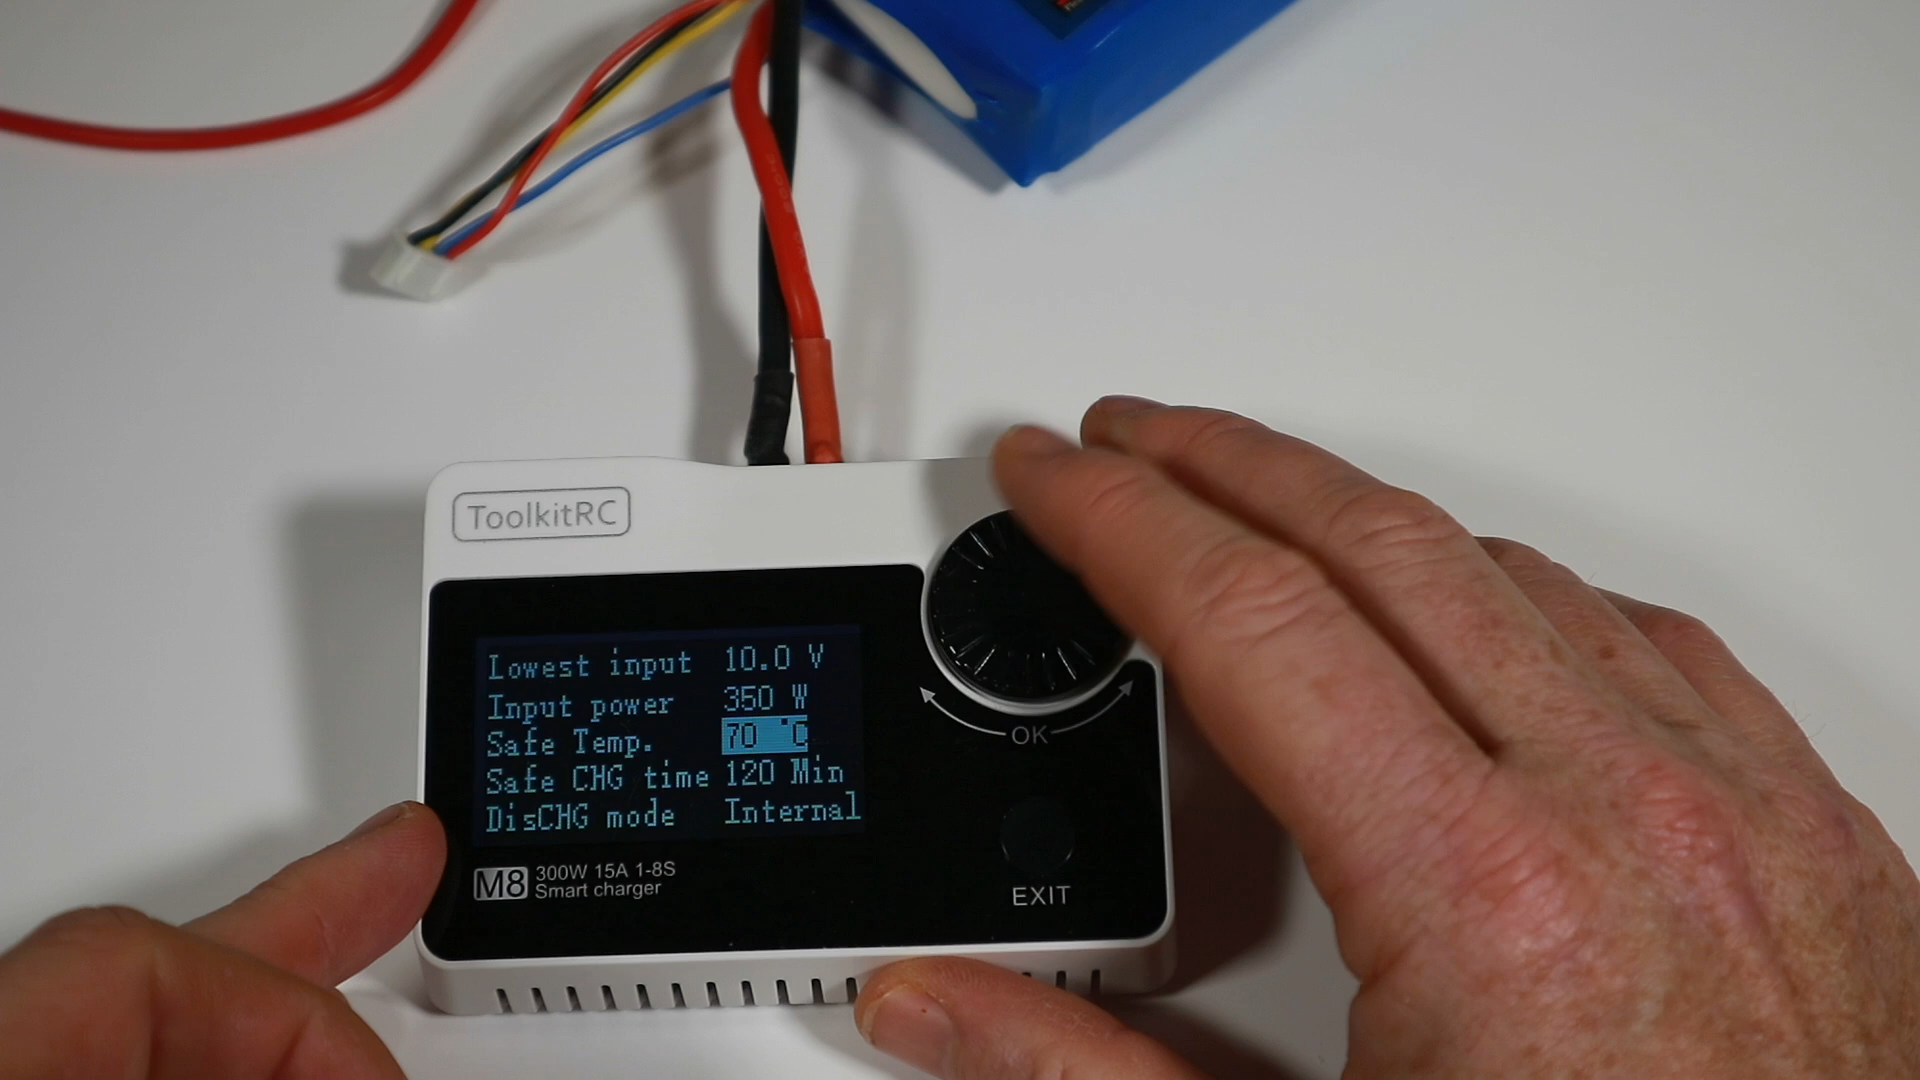 ToolkitRC
Lowest input 10.0 V
Input power 350 W
Safe Temp. 70 °C
Safe CHG time 120 Min
DisCHG mode Internal
OK
M8 300W 15A 1-8S
Smart charger
EXIT